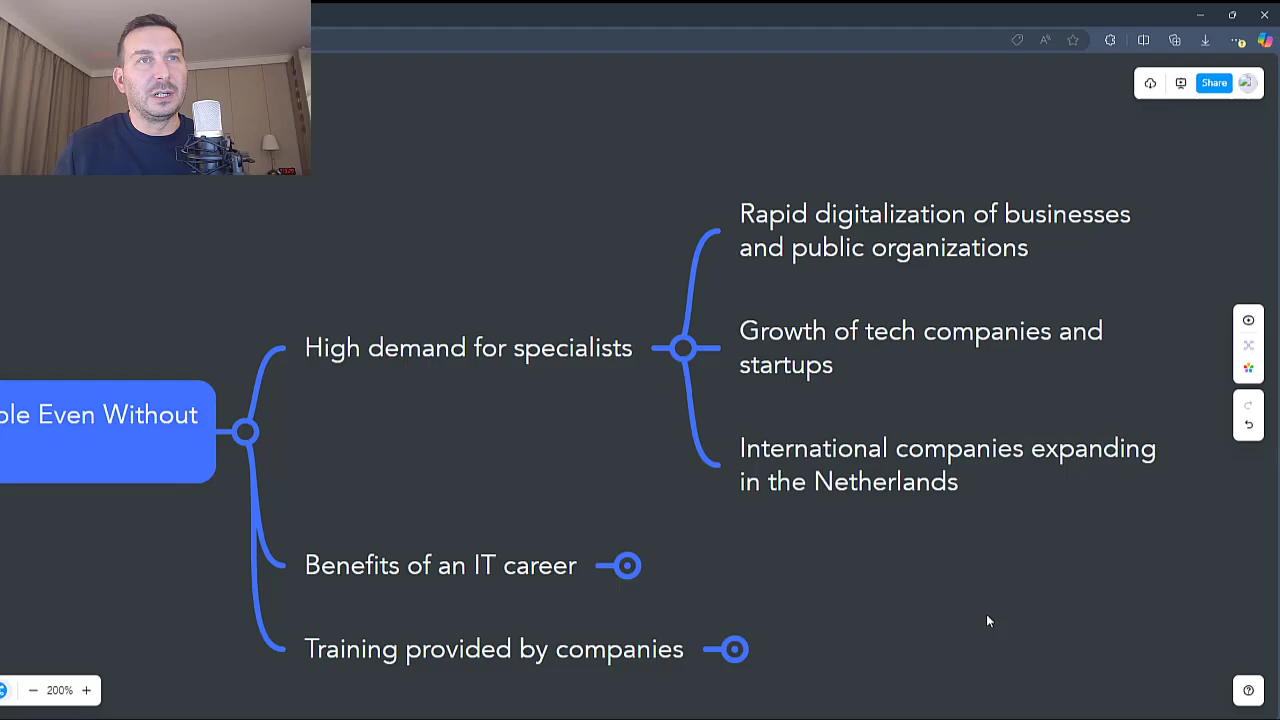 Share
Rapid digitalization of businesses
and public organizations
High demand for specialists
Growth of tech companies and
startups
Even Without
International companies expanding
in the Netherlands
Benefits of an IT career
Training provided by companies
200%